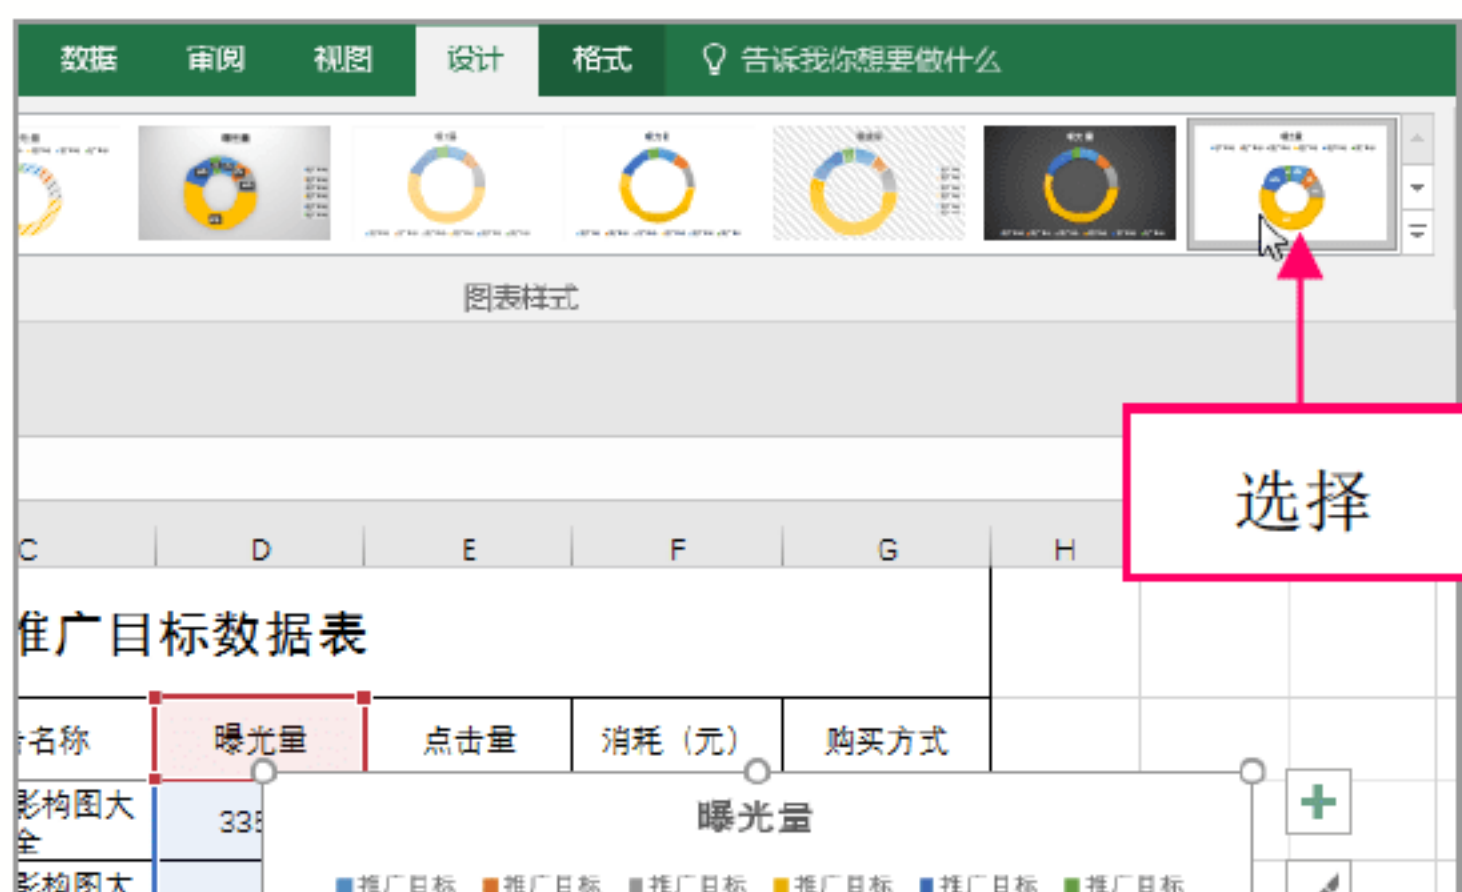 数据 审阅 视图 设计 格式 告诉我你想要做什么
图表样式
选择
C D E F G H
推广目标数据表
名称 曝光量 点击量 消耗（元） 购买方式
影构图大
全
335
曝光量
影构图大
推广目标 推广目标 推广目标 推广目标 推广目标 推广目标